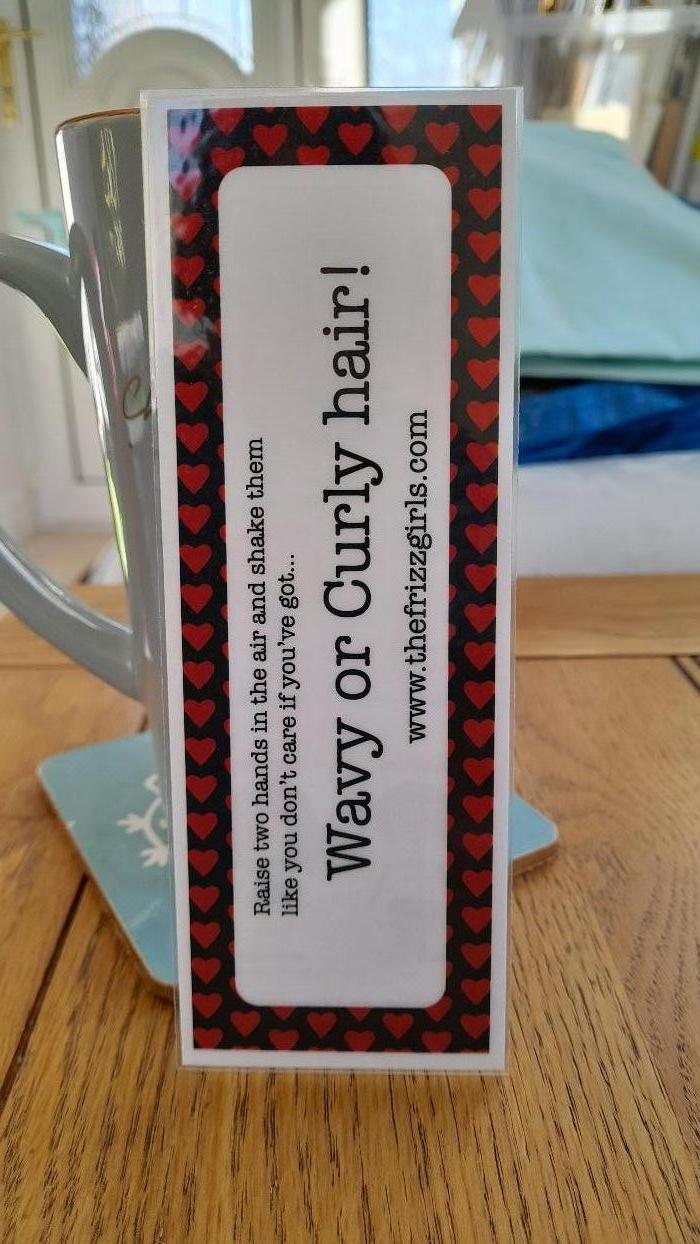 Raise two hands in the air and shake them
like you don't care if you've got...
Wavy or Curly hair!
www.thefrizzgirls.com